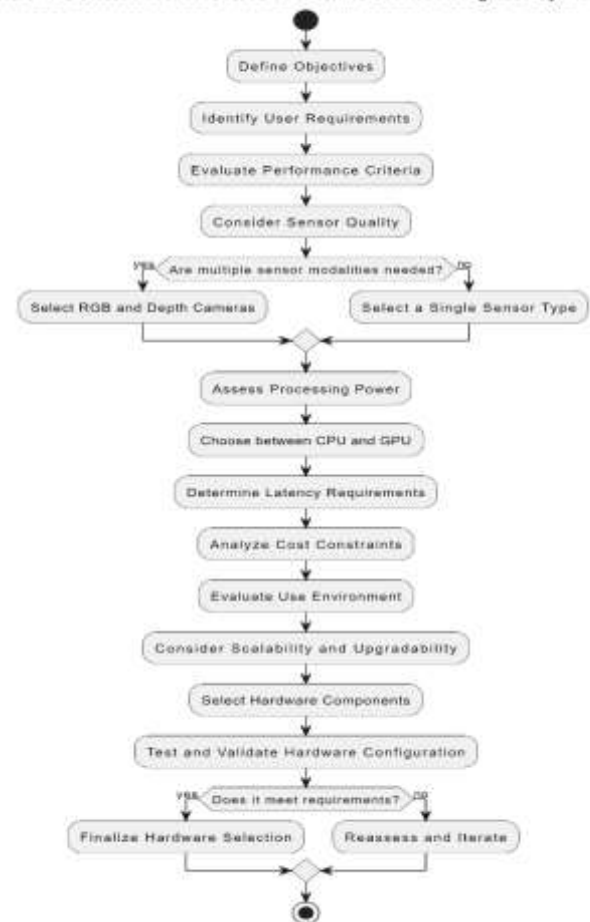 Define Objectives
Identify User Requirements
Evaluate Performance Criteria
Consider Sensor Quality
yes
Are multiple sensor modalities needed?
no
Select RGB and Depth Cameras
Select a Single Sensor Type
Assess Processing Power
Choose between CPU and GPU
Determine Latency Requirements
Analyze Cost Constraints
Evaluate Use Environment
Consider Scalability and Upgradability
Select Hardware Components
Test and Validate Hardware Configuration
yes
Does it meet requirements?
no
Finalize Hardware Selection
Reassess and Iterate